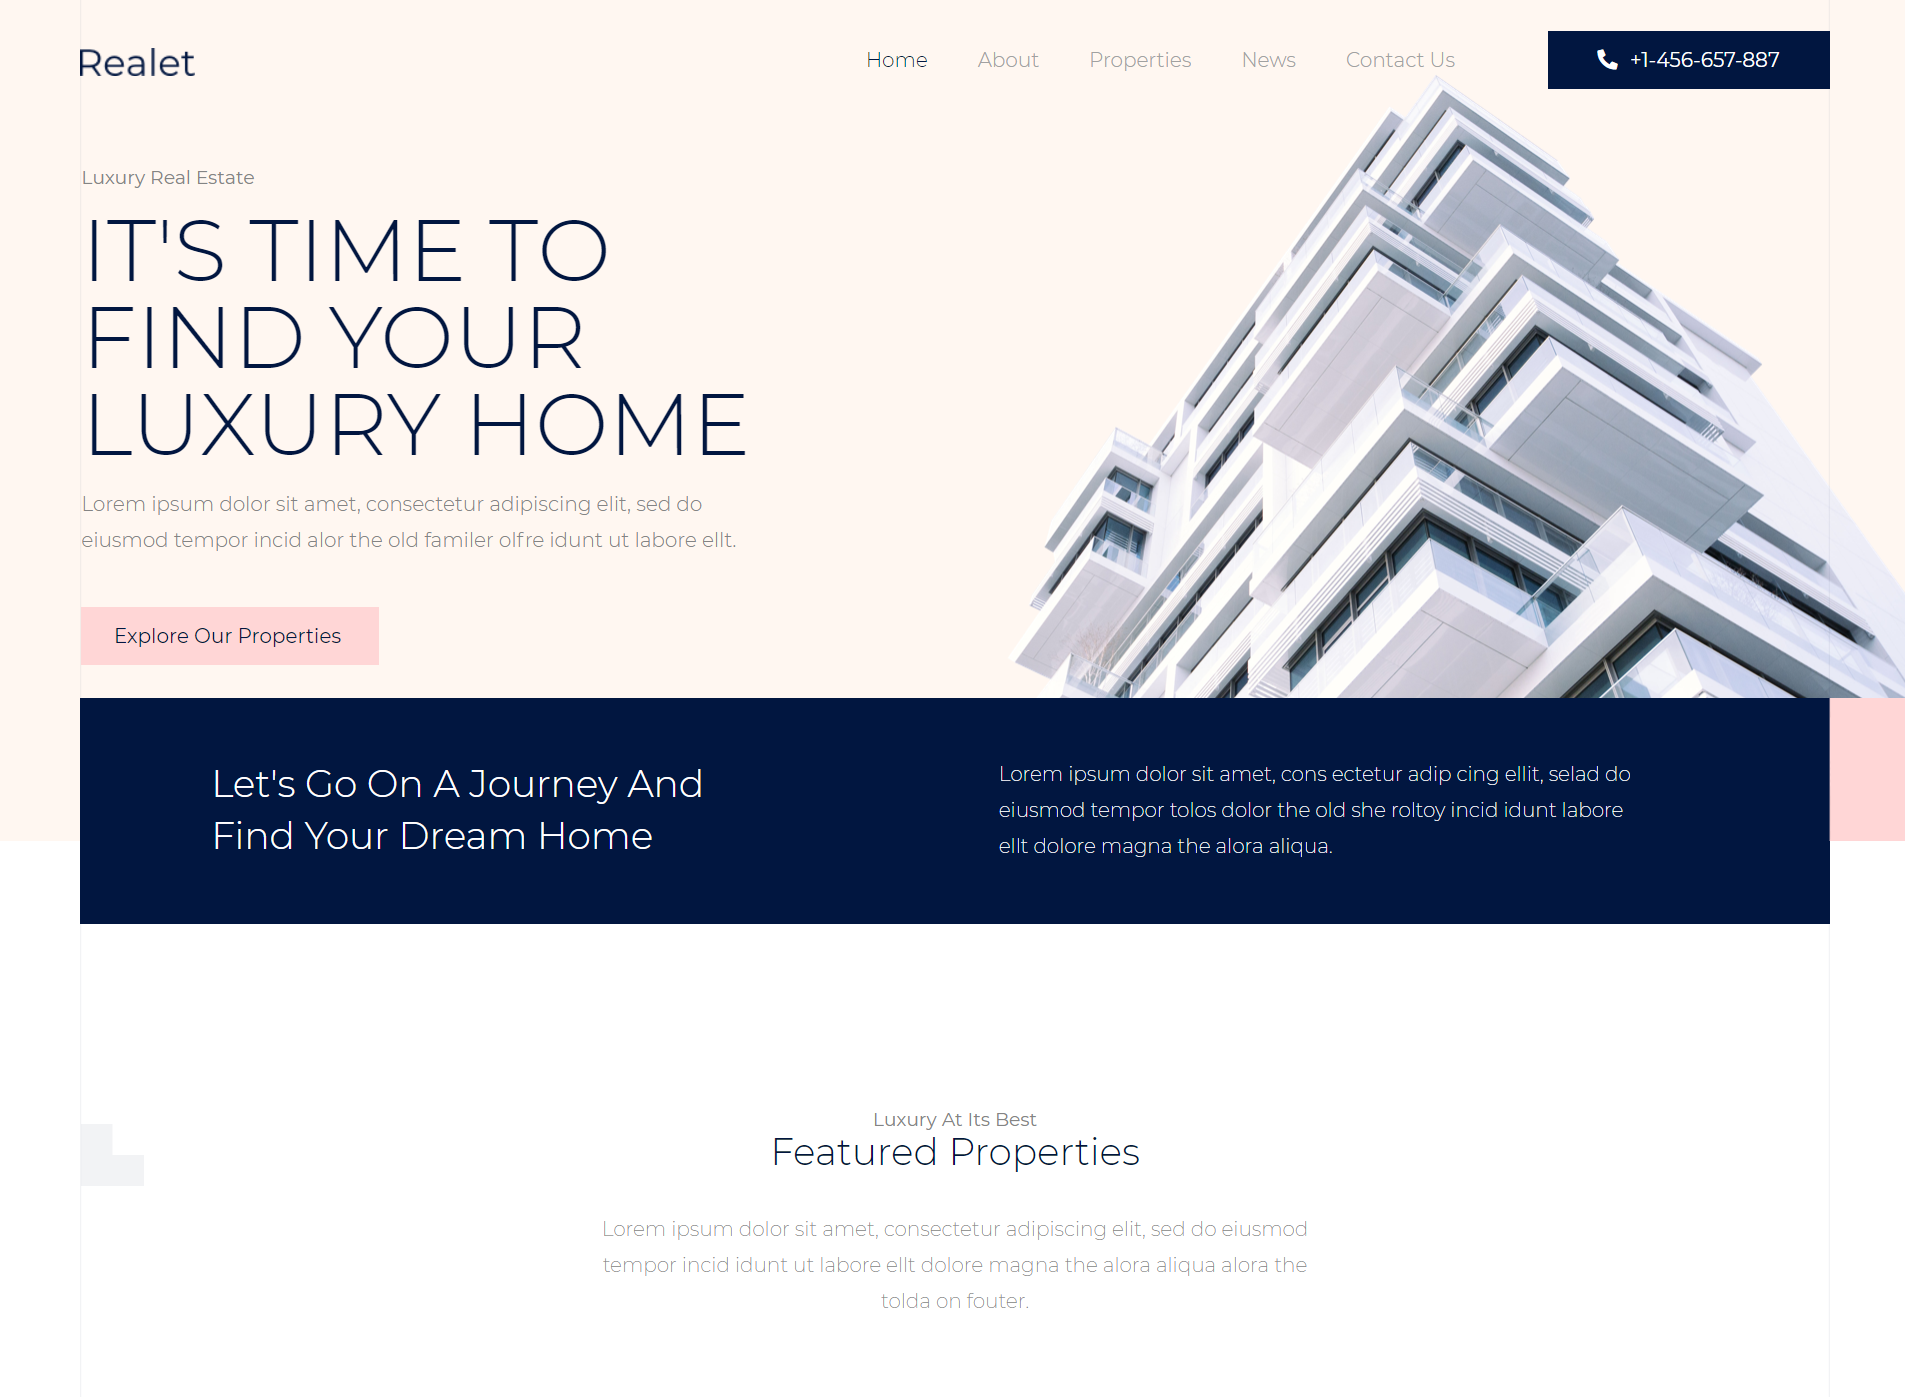 Realet
Home About Properties News Contact Us
+1-456-657-887
Luxury Real Estate
IT'S TIME TO
FIND YOUR
LUXURY HOME
Lorem ipsum dolor sit amet, consectetur adipiscing elit, sed do
eiusmod tempor incid alor the old familer olfre idunt ut labore ellt.
Explore Our Properties
Let's Go On A Journey And
Find Your Dream Home
Lorem ipsum dolor sit amet, cons ectetur adip cing ellit, selad do
eiusmod tempor tolos dolor the old she roltoy incid idunt labore
ellt dolore magna the alora aliqua.
Luxury At Its Best
Featured Properties
Lorem ipsum dolor sit amet, consectetur adipiscing elit, sed do eiusmod
tempor incid idunt ut labore ellt dolore magna the alora aliqua alora the
tolda on fouter.